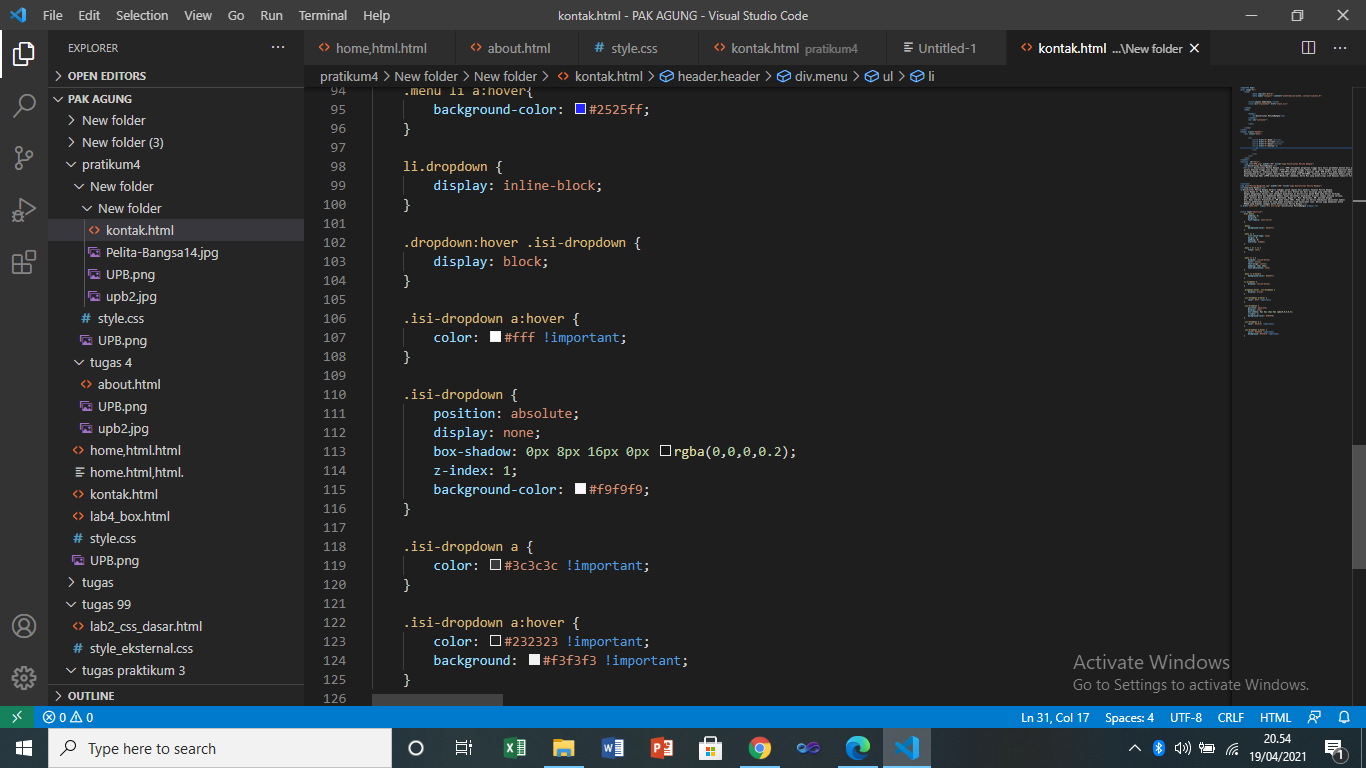 File Edit Selection View Go Run Terminal Help
kontak.html - PAK AGUNG - Visual Studio Code
EXPLORER
OPEN EDITORS
PAK AGUNG
New folder
New folder (3)
pratikum4
New folder
New folder
kontak.html
Pelita-Bangsa14.jpg
UPB.png
upb2.jpg
style.css
UPB.png
tugas 4
about.html
UPB.png
upb2.jpg
home,html.html
home.html,html.
kontak.html
lab4_box.html
style.css
UPB.png
tugas
tugas 99
lab2_css_dasar.html
style_eksternal.css
tugas praktikum 3
OUTLINE
home,html.html about.html style.css kontak.html pratikum4 Untitled-1 kontak.html ...\New folder
pratikum4 > New folder > New folder > kontak.html > header.header > div.menu > ul > li
94 .menu li a:hover{
95 background-color: #2525ff;
96 }
97
98 li.dropdown {
99 display: inline-block;
100 }
101
102 .dropdown:hover .isi-dropdown {
103 display: block;
104 }
105
106 .isi-dropdown a:hover {
107 color: #fff !important;
108 }
109
110 .isi-dropdown {
111 position: absolute;
112 display: none;
113 box-shadow: 0px 8px 16px 0px rgba(0,0,0,0.2);
114 z-index: 1;
115 background-color: #f9f9f9;
116 }
117
118 .isi-dropdown a {
119 color: #3c3c3c !important;
120 }
121
122 .isi-dropdown a:hover {
123 color: #232323 !important;
124 background: #f3f3f3 !important;
125 }
126
Activate Windows
Go to Settings to activate Windows.
0 0 Ln 31, Col 17 Spaces: 4 UTF-8 CRLF HTML
Type here to search
20.54
19/04/2021
1